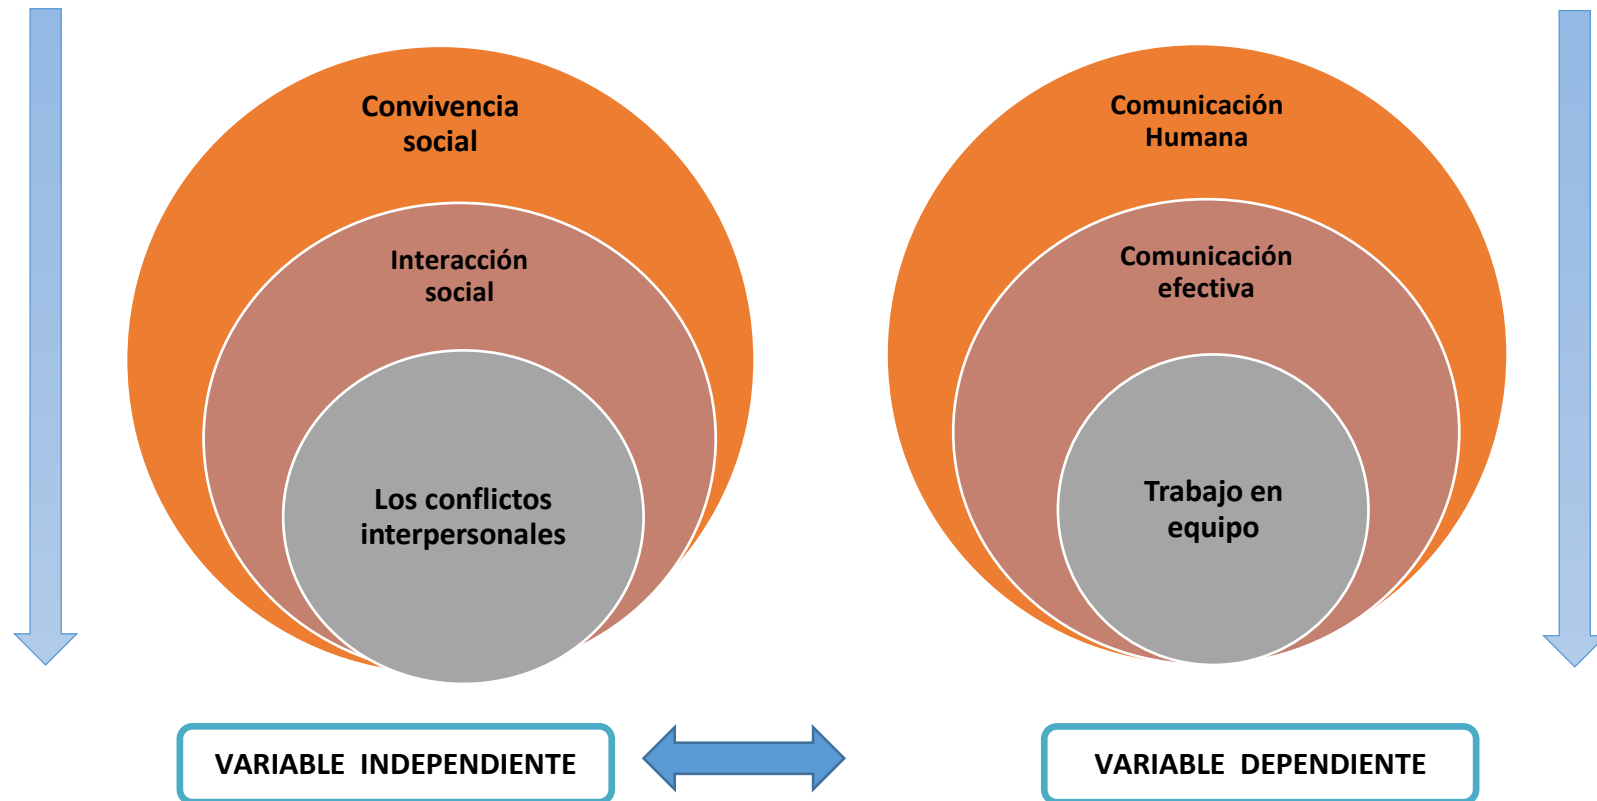 Convivencia
social
Interacción
social
Los conflictos
interpersonales
Comunicación
Humana
Comunicación
efectiva
Trabajo en
equipo
VARIABLE INDEPENDIENTE
VARIABLE DEPENDIENTE